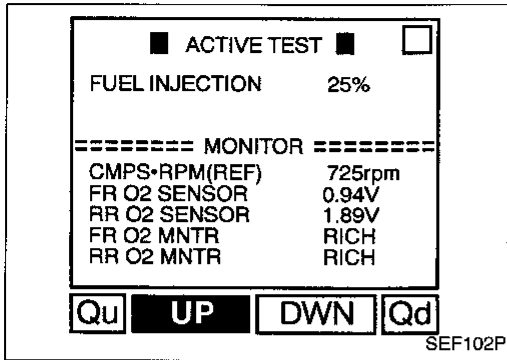 ■ ACTIVE TEST ■ □
FUEL INJECTION 25%
======== MONITOR ========
CMPS•RPM(REF) 725rpm
FR O2 SENSOR 0.94V
RR O2 SENSOR 1.89V
FR O2 MNTR RICH
RR O2 MNTR RICH
Qu UP DWN Qd
SEF102P